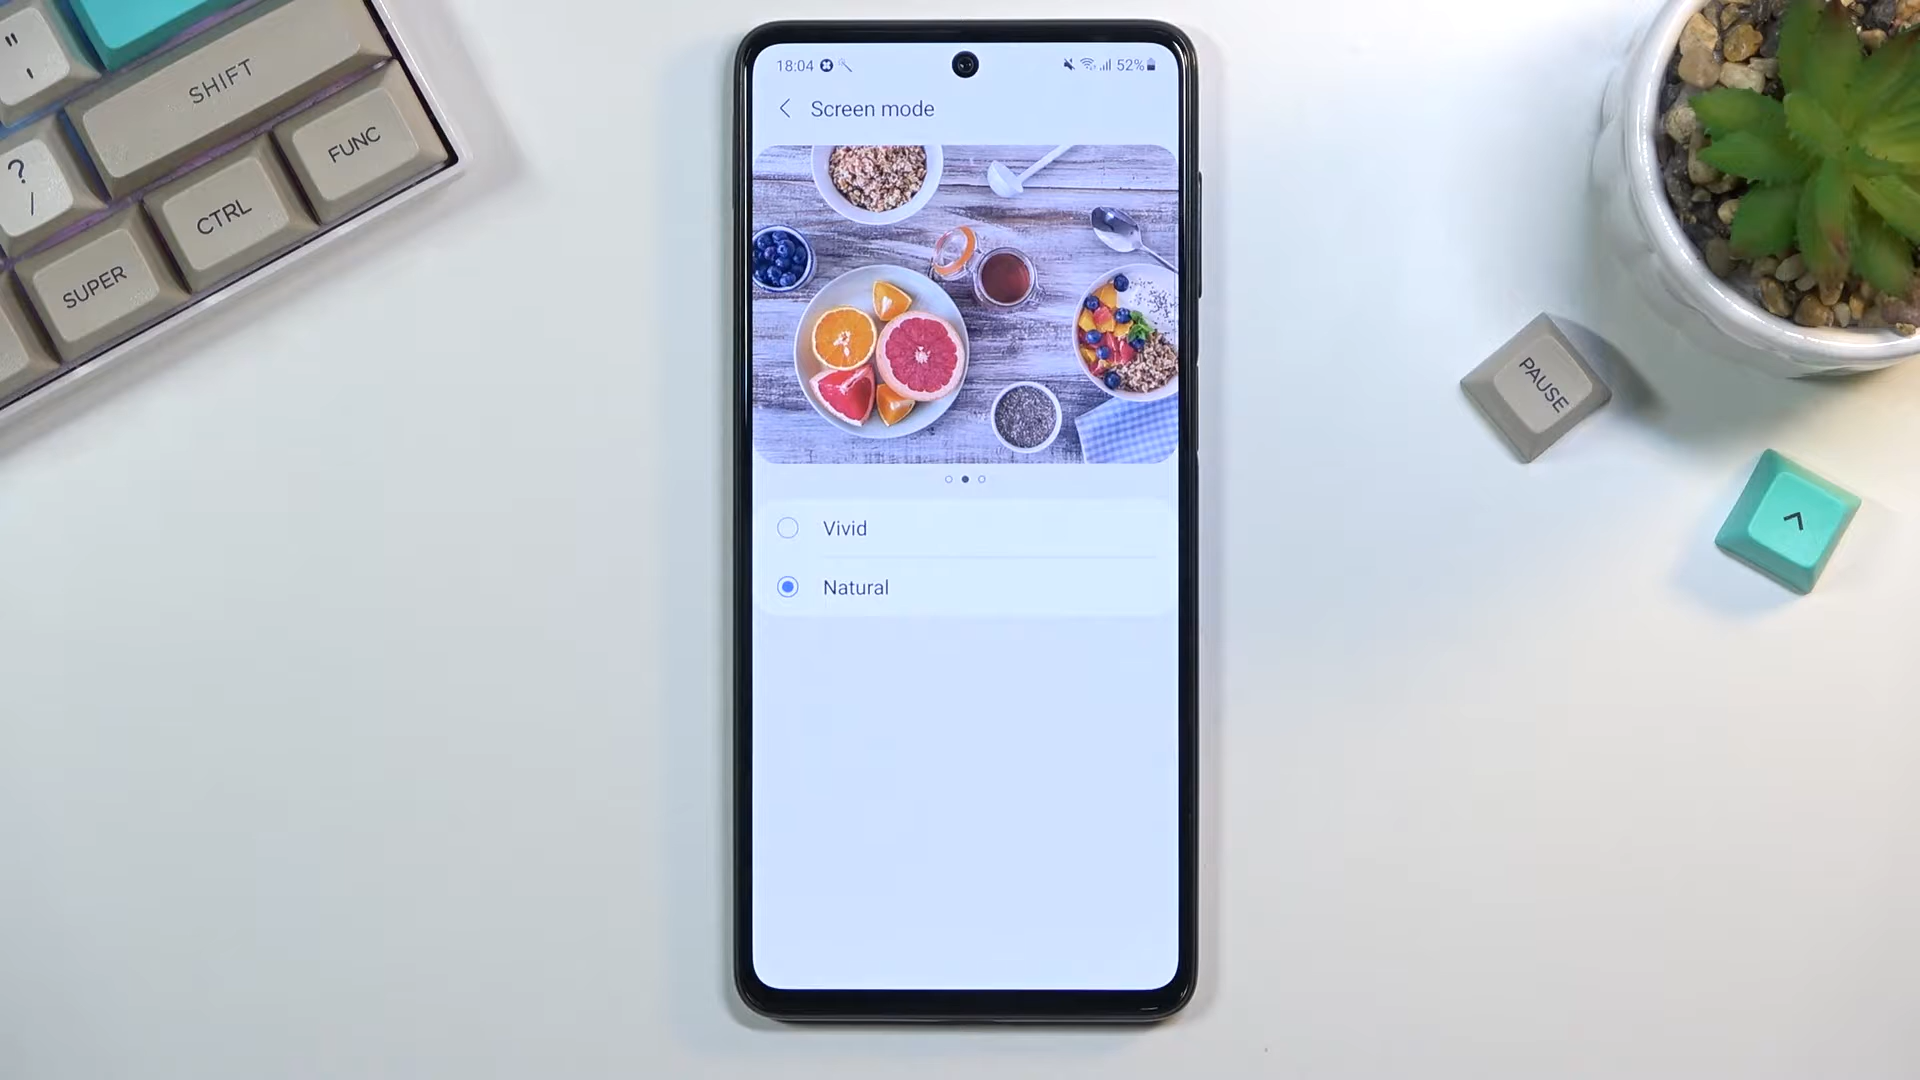 "
'
SHIFT
?
/
CTRL
FUNC
SUPER
18:04
52%
Screen mode
Vivid
Natural
PAUSE
^